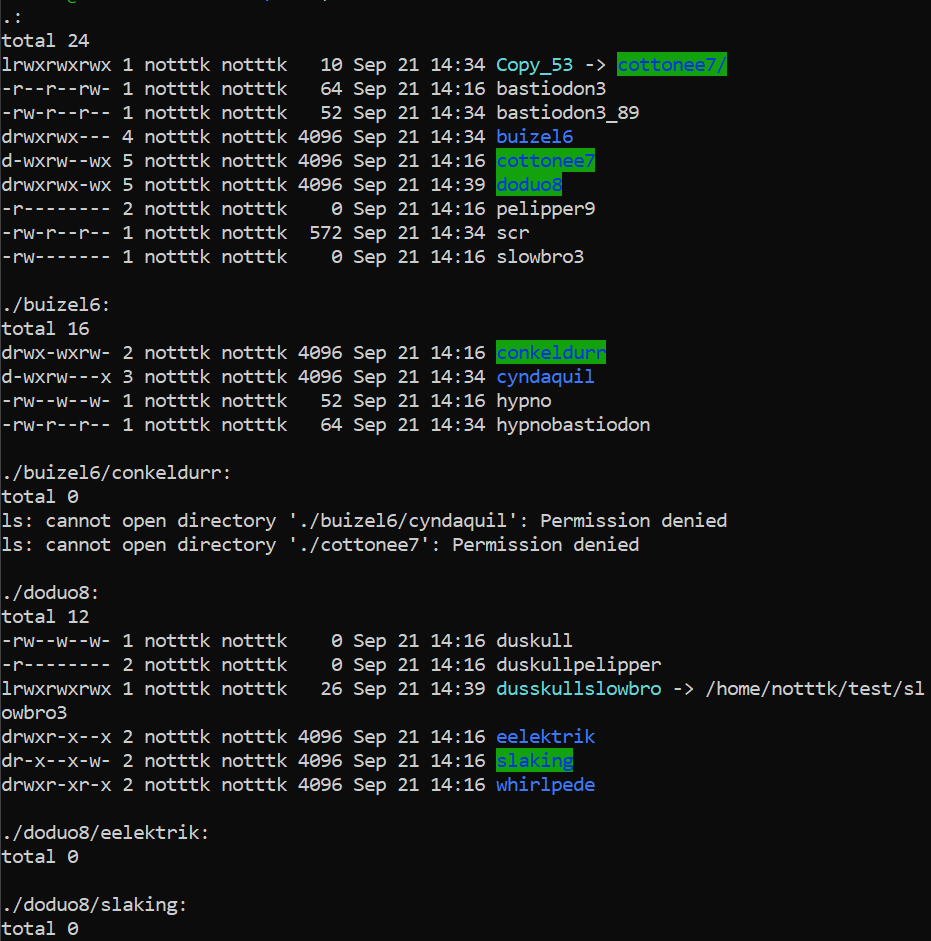 .:
total 24
lrwxrwxrwx 1 notttk notttk   10 Sep 21 14:34 Copy_53 -> cottonee7/
-r--r--rw- 1 notttk notttk   64 Sep 21 14:16 bastiodon3
-rw-r--r-- 1 notttk notttk   52 Sep 21 14:34 bastiodon3_89
drwxrwx--- 4 notttk notttk 4096 Sep 21 14:34 buizel6
d-wxrw--wx 5 notttk notttk 4096 Sep 21 14:16 cottonee7
drwxrwx-wx 5 notttk notttk 4096 Sep 21 14:39 doduo8
-r-------- 2 notttk notttk    0 Sep 21 14:16 pelipper9
-rw-r--r-- 1 notttk notttk  572 Sep 21 14:34 scr
-rw------- 1 notttk notttk    0 Sep 21 14:16 slowbro3

./buizel6:
total 16
drwx-wxrw- 2 notttk notttk 4096 Sep 21 14:16 conkeldurr
d-wxrw---x 3 notttk notttk 4096 Sep 21 14:34 cyndaquil
-rw--w--w- 1 notttk notttk   52 Sep 21 14:16 hypno
-rw-r--r-- 1 notttk notttk   64 Sep 21 14:34 hypnobastiodon

./buizel6/conkeldurr:
total 0
ls: cannot open directory './buizel6/cyndaquil': Permission denied
ls: cannot open directory './cottonee7': Permission denied

./doduo8:
total 12
-rw--w--w- 1 notttk notttk    0 Sep 21 14:16 duskull
-r-------- 2 notttk notttk    0 Sep 21 14:16 duskullpelipper
lrwxrwxrwx 1 notttk notttk   26 Sep 21 14:39 dusskullslowbro -> /home/notttk/test/sl
owbro3
drwxr-x--x 2 notttk notttk 4096 Sep 21 14:16 eelektrik
dr-x--x-w- 2 notttk notttk 4096 Sep 21 14:16 slaking
drwxr-xr-x 2 notttk notttk 4096 Sep 21 14:16 whirlpede

./doduo8/eelektrik:
total 0

./doduo8/slaking:
total 0